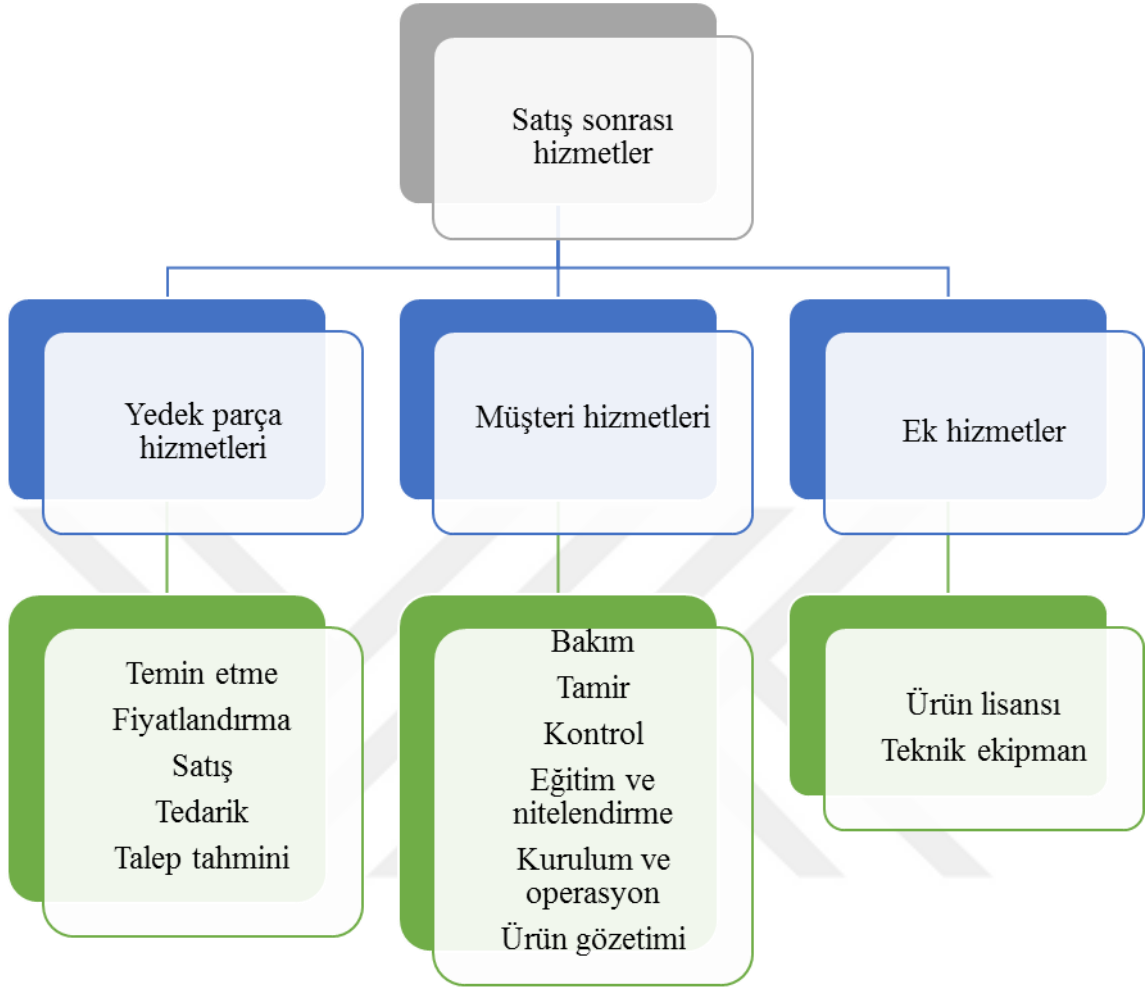 Satış sonrası
hizmetler
Yedek parça
hizmetleri
Müşteri hizmetleri
Ek hizmetler
Temin etme
Fiyatlandırma
Satış
Tedarik
Talep tahmini
Bakım
Tamir
Kontrol
Eğitim ve
nitelendirme
Kurulum ve
operasyon
Ürün gözetimi
Ürün lisansı
Teknik ekipman